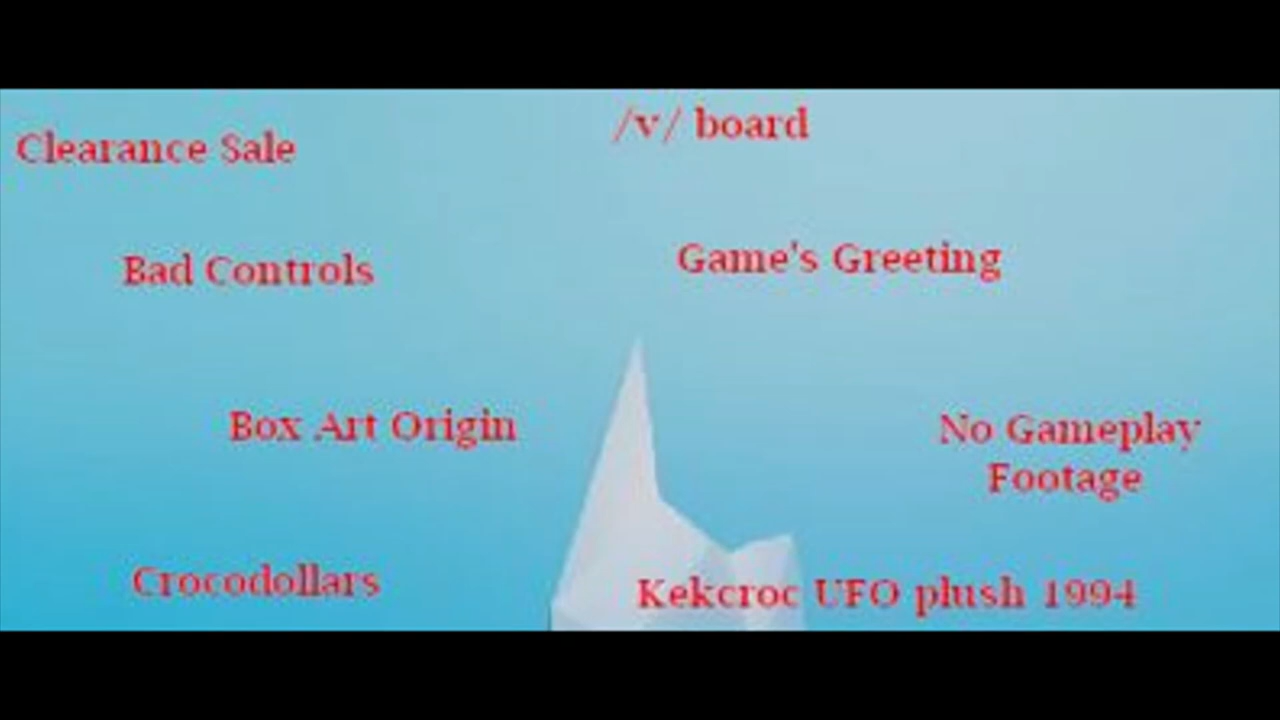 Clearance Sale
/v/ board
Bad Controls
Game's Greeting
Box Art Origin
No Gameplay
Footage
Crocodollars
Kekcroc UFO plush 1994